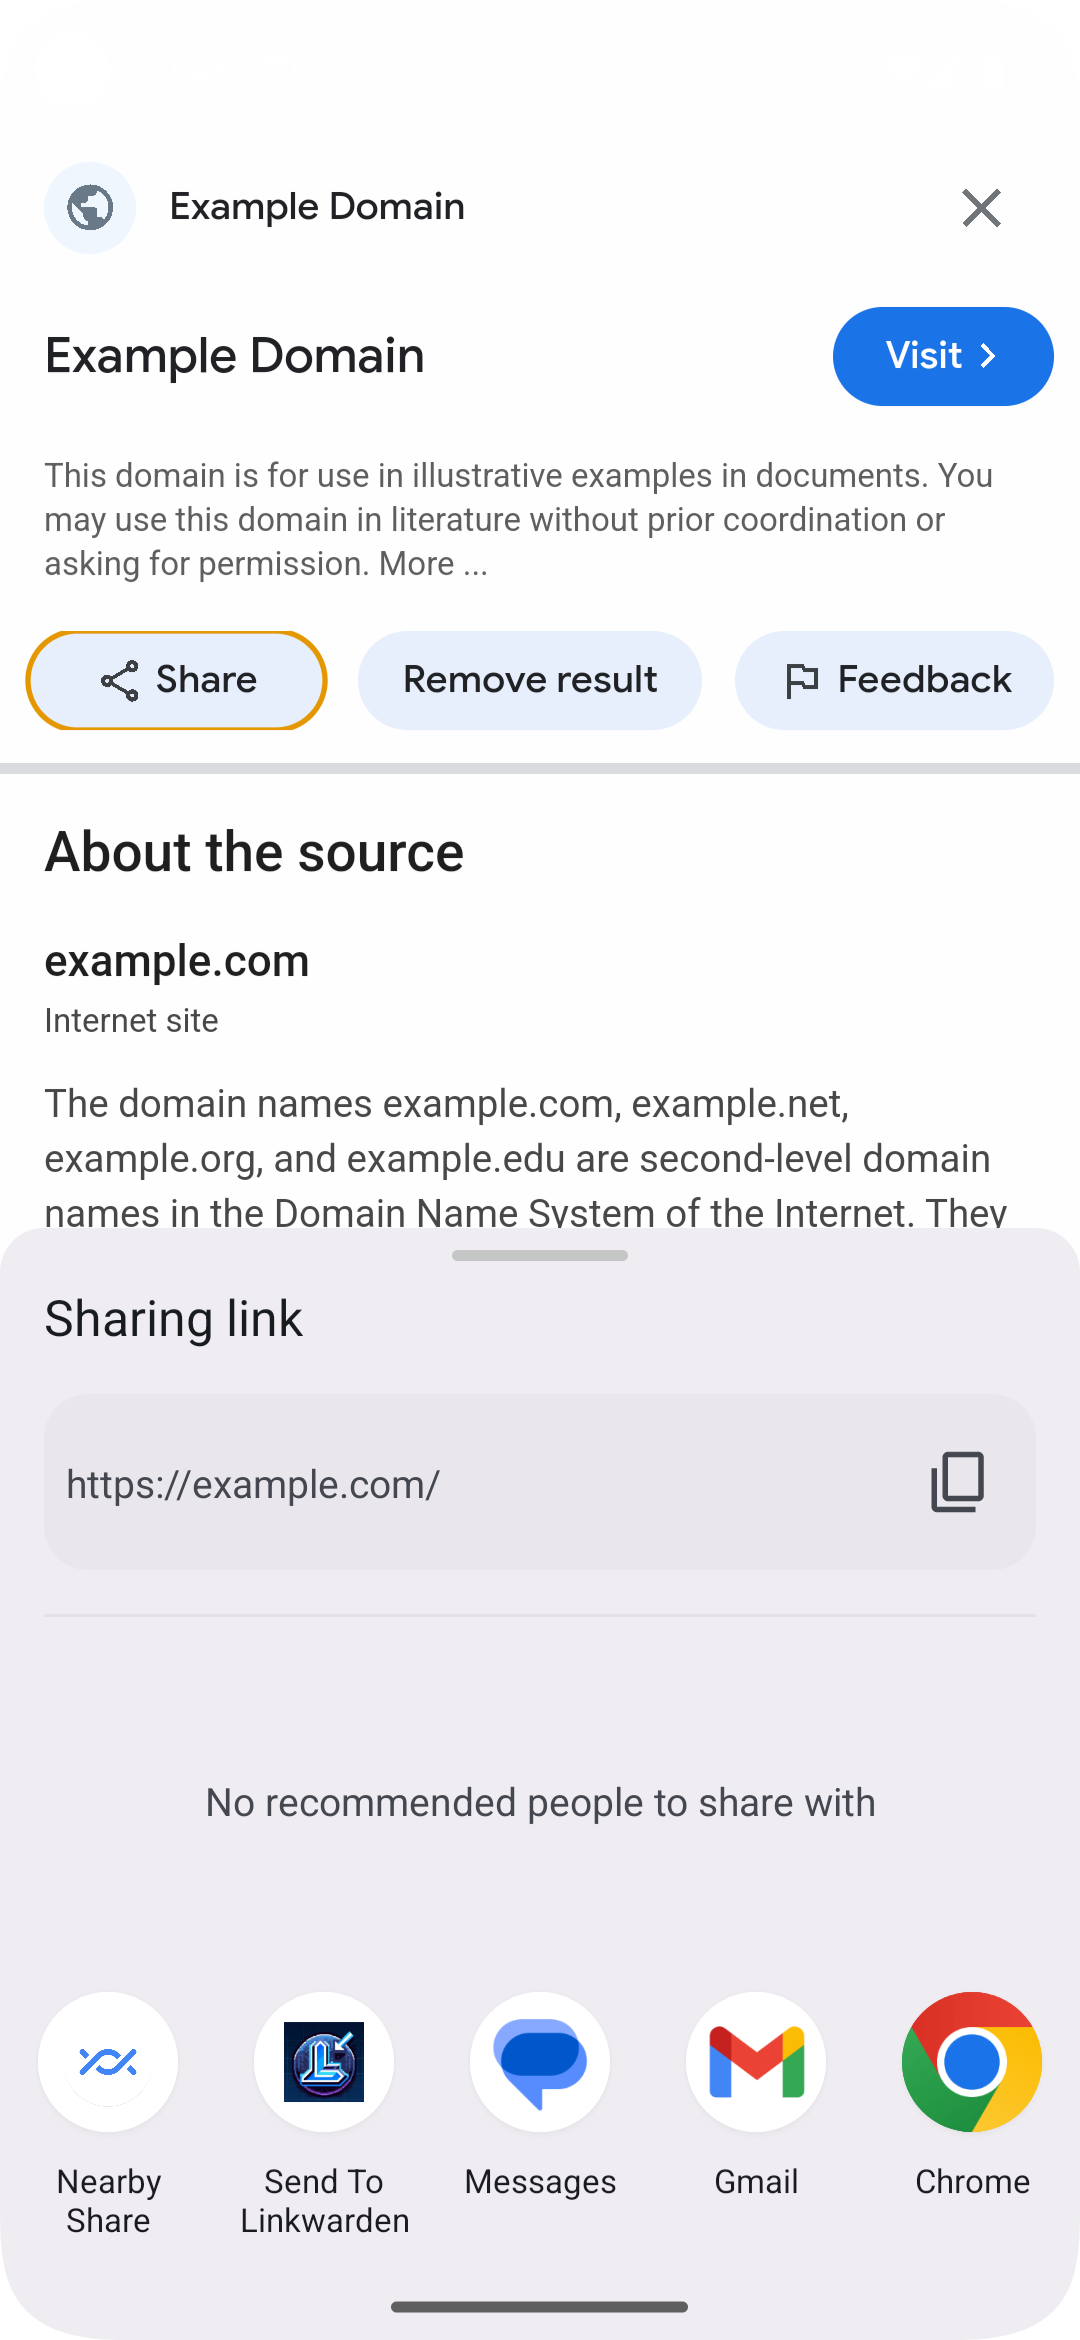 Example Domain
Example Domain
Visit
This domain is for use in illustrative examples in documents. You
may use this domain in literature without prior coordination or
asking for permission. More ...
Share
Remove result
Feedback
About the source
example.com
Internet site
The domain names example.com, example.net,
example.org, and example.edu are second-level domain
names in the Domain Name System of the Internet. They
Sharing link
https://example.com/
No recommended people to share with
Nearby
Share
Send To
Linkwarden
Messages
Gmail
Chrome